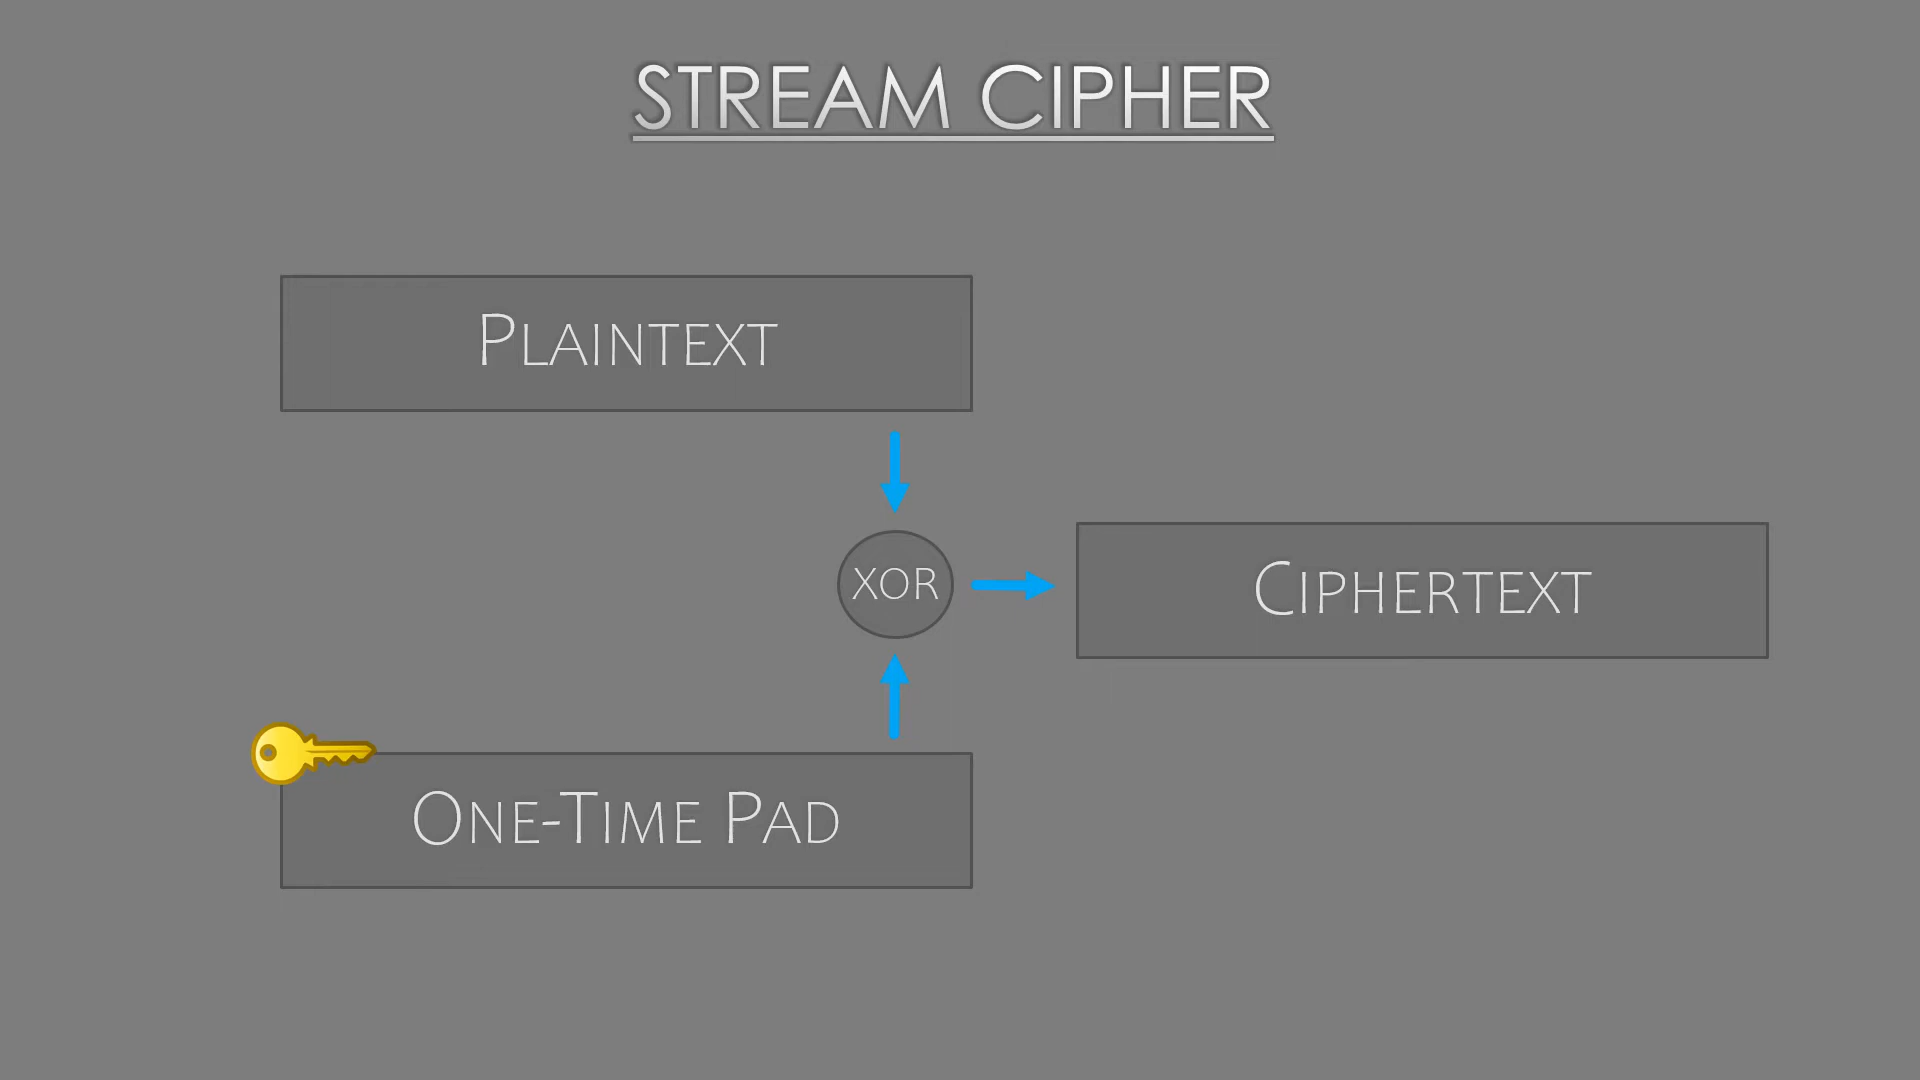 STREAM CIPHER
PLAINTEXT
XOR
CIPHERTEXT
ONE-TIME PAD